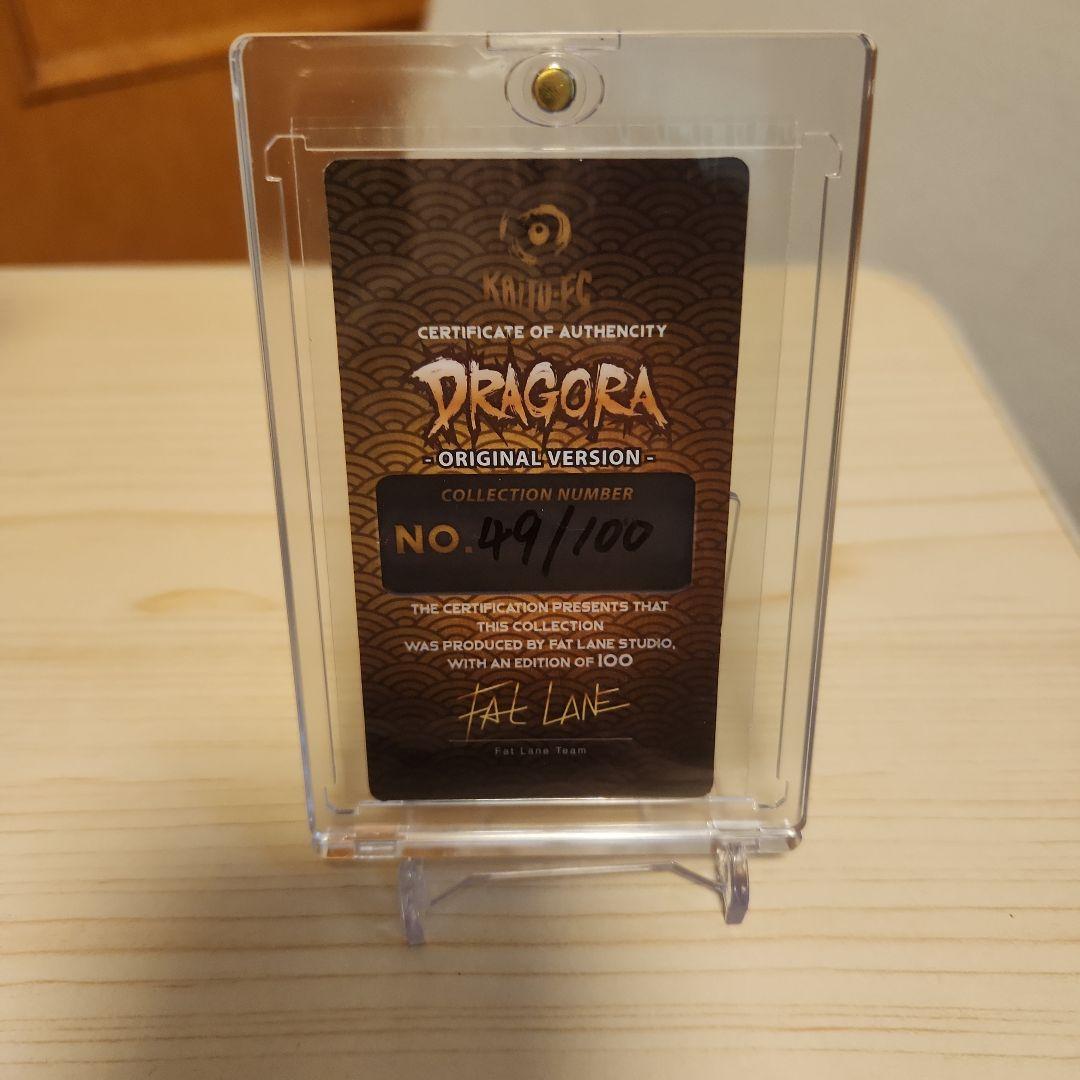 KAITU-FC
CERTIFICATE OF AUTHENCITY
DRAGORA
- ORIGINAL VERSION -
COLLECTION NUMBER
NO. 49/100
THE CERTIFICATION PRESENTS THAT
THIS COLLECTION
WAS PRODUCED BY FAT LANE STUDIO,
WITH AN EDITION OF 100
FAT LANE
Fat Lane Team